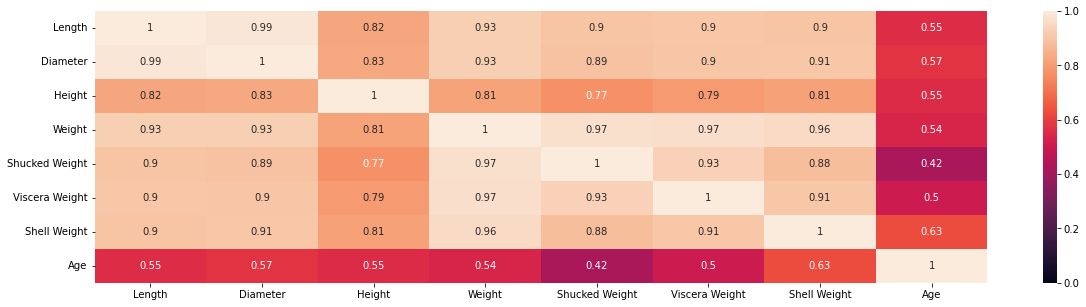 Length 1 0.99 0.82 0.93 0.9 0.9 0.9 0.55
Diameter 0.99 1 0.83 0.93 0.89 0.9 0.91 0.57
Height 0.82 0.83 1 0.81 0.77 0.79 0.81 0.55
Weight 0.93 0.93 0.81 1 0.97 0.97 0.96 0.54
Shucked Weight 0.9 0.89 0.77 0.97 1 0.93 0.88 0.42
Viscera Weight 0.9 0.9 0.79 0.97 0.93 1 0.91 0.5
Shell Weight 0.9 0.91 0.81 0.96 0.88 0.91 1 0.63
Age 0.55 0.57 0.55 0.54 0.42 0.5 0.63 1
Length Diameter Height Weight Shucked Weight Viscera Weight Shell Weight Age
1.0
0.8
0.6
0.4
0.2
0.0